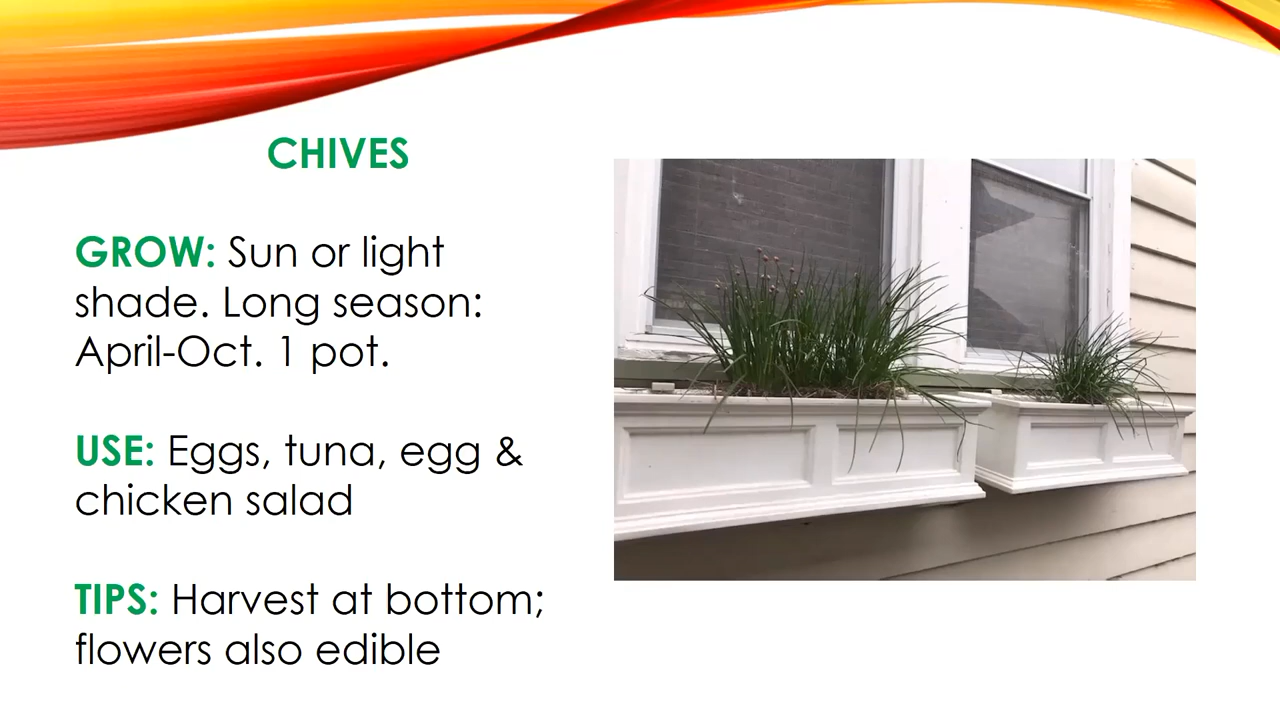 CHIVES
GROW: Sun or light
shade. Long season:
April-Oct. 1 pot.
USE: Eggs, tuna, egg &
chicken salad
TIPS: Harvest at bottom;
flowers also edible